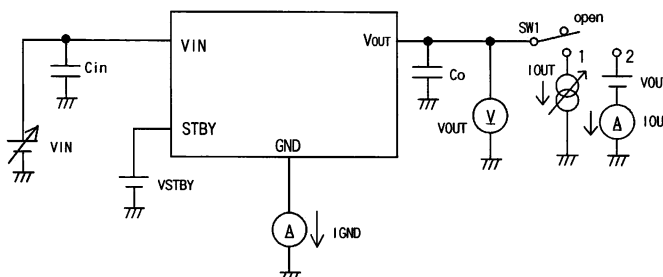 open
SW1
VIN
VOUT
Cin
Co
1
2
IOUT
VOU
STBY
GND
VOUT
V
A
IOU
VIN
VSTBY
A
IGND